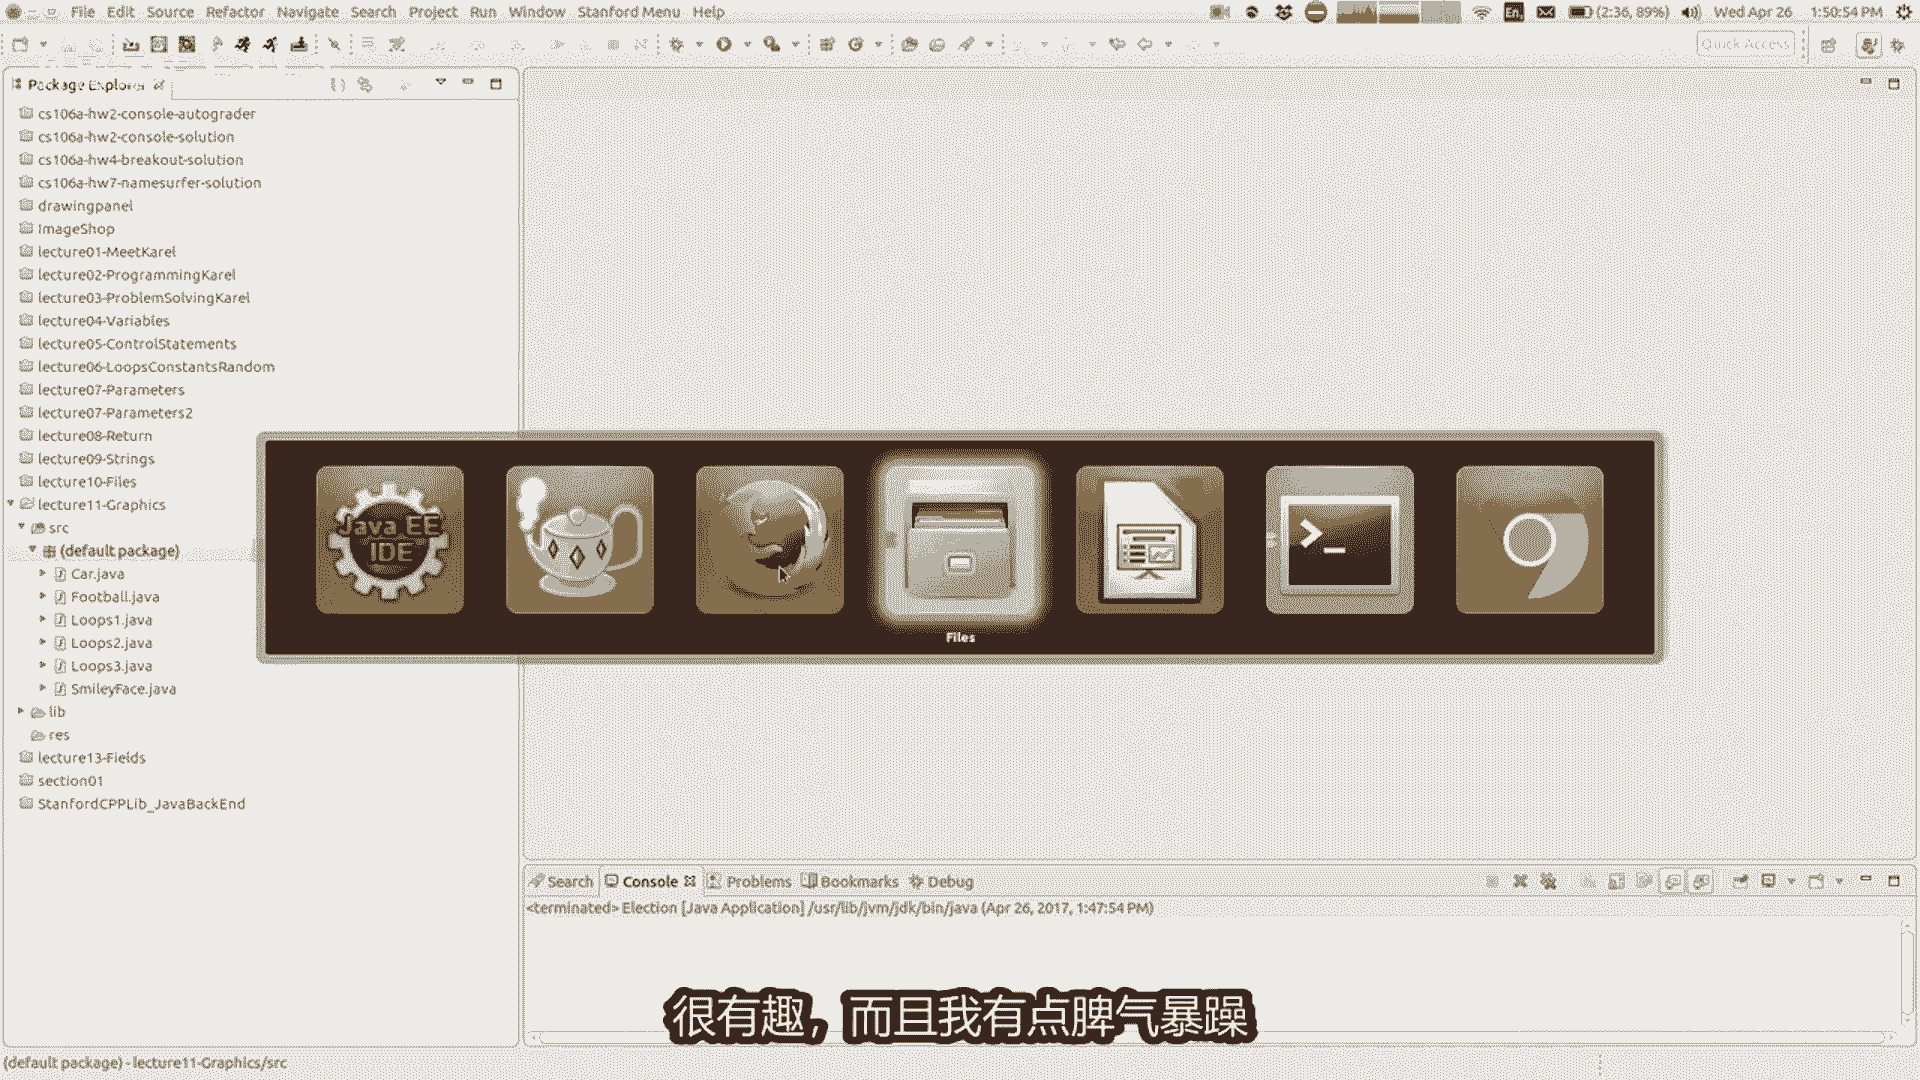 File Edit Source Refactor Navigate Search Project Run Window Stanford Menu Help
En (2:36, 89%) Wed Apr 26 1:50:54 PM
Quick Access
Package Explorer
cs106a-hw2-console-autograder
cs106a-hw2-console-solution
cs106a-hw4-breakout-solution
cs106a-hw7-namesurfer-solution
drawingpanel
ImageShop
lecture01-MeetKarel
lecture02-ProgrammingKarel
lecture03-ProblemSolvingKarel
lecture04-Variables
lecture05-ControlStatements
lecture06-LoopsConstantsRandom
lecture07-Parameters
lecture07-Parameters2
lecture08-Return
lecture09-Strings
lecture10-Files
lecture11-Graphics
src
(default package)
Car.java
Football.java
Loops1.java
Loops2.java
Loops3.java
SmileyFace.java
lib
res
lecture13-Fields
section01
StanfordCPPLib_JavaBackEnd
Java EE
IDE
Files
Search Console Problems Bookmarks Debug
<terminated> Election [Java Application] /usr/lib/jvm/jdk/bin/java (Apr 26, 2017, 1:47:54 PM)
很有趣，而且我有点脾气暴躁
(default package) - lecture11-Graphics/src